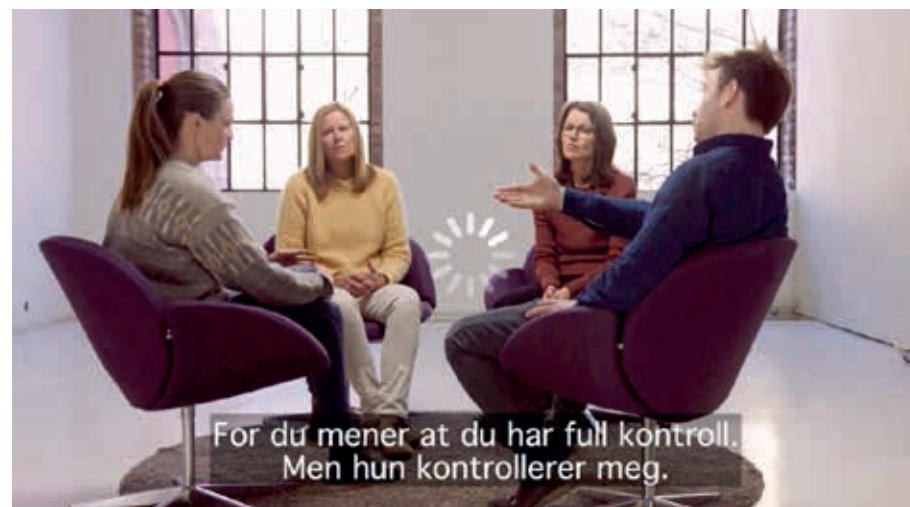 For du mener at du har full kontroll.
Men hun kontrollerer meg.